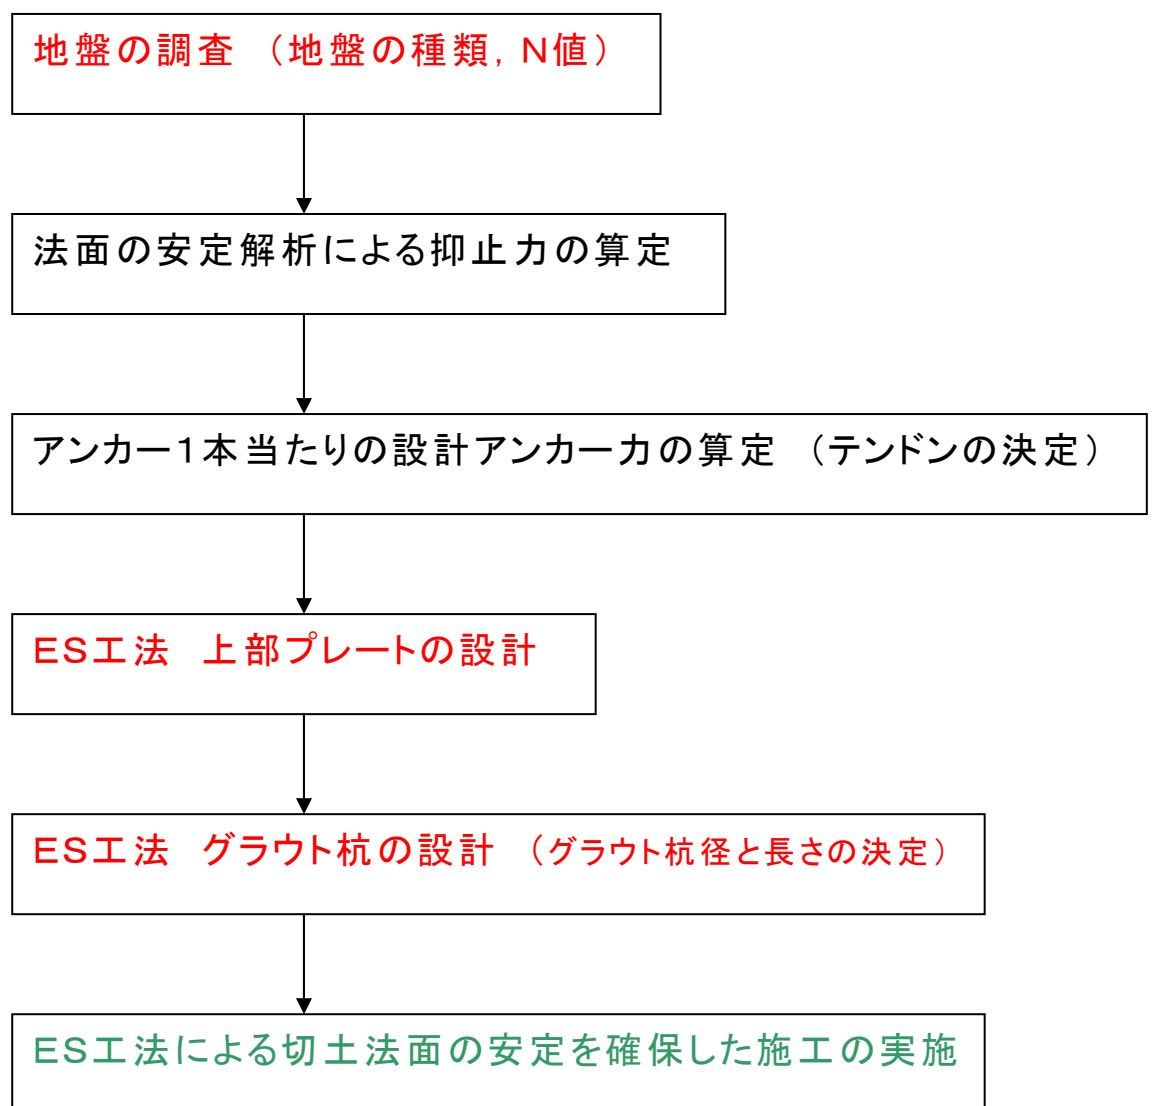 地盤の調査 （地盤の種類，N値）
法面の安定解析による抑止力の算定
アンカー１本当たりの設計アンカー力の算定 （テンドンの決定）
ES工法　上部プレートの設計
ES工法　グラウト杭の設計 （グラウト杭径と長さの決定）
ES工法による切土法面の安定を確保した施工の実施